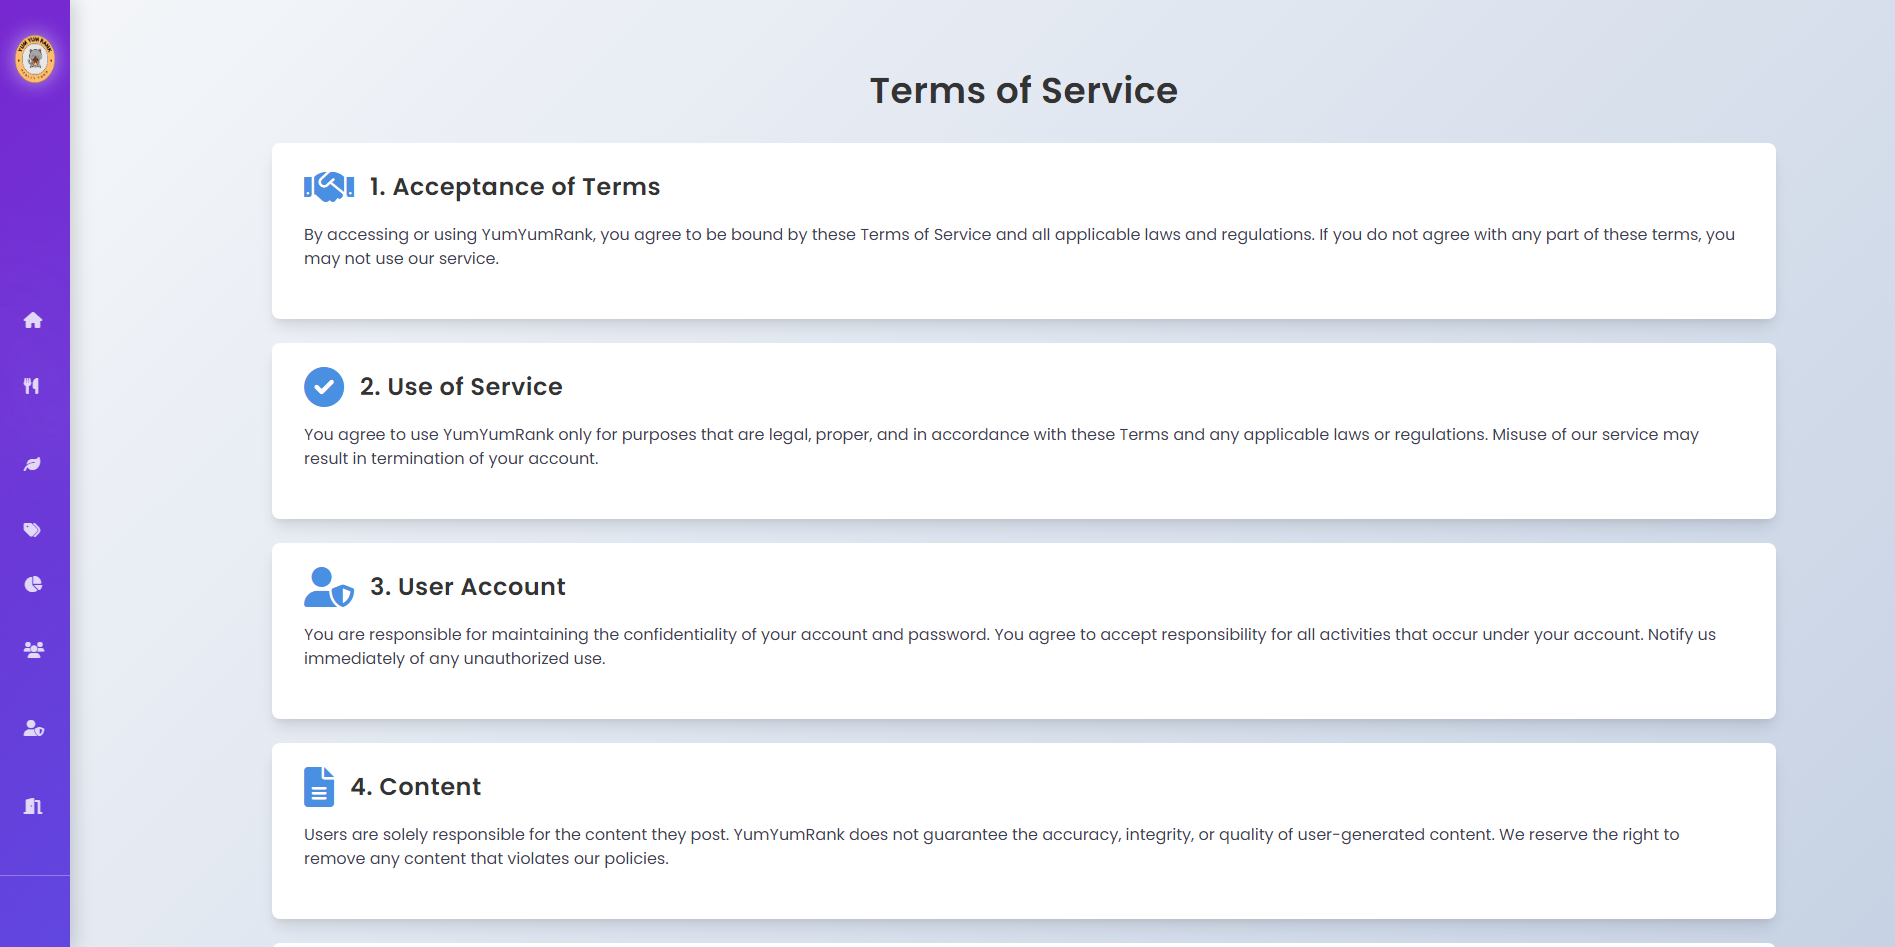 YUM YUM RANK
Terms of Service
1. Acceptance of Terms
By accessing or using YumYumRank, you agree to be bound by these Terms of Service and all applicable laws and regulations. If you do not agree with any part of these terms, you
may not use our service.
2. Use of Service
You agree to use YumYumRank only for purposes that are legal, proper, and in accordance with these Terms and any applicable laws or regulations. Misuse of our service may
result in termination of your account.
3. User Account
You are responsible for maintaining the confidentiality of your account and password. You agree to accept responsibility for all activities that occur under your account. Notify us
immediately of any unauthorized use.
4. Content
Users are solely responsible for the content they post. YumYumRank does not guarantee the accuracy, integrity, or quality of user-generated content. We reserve the right to
remove any content that violates our policies.